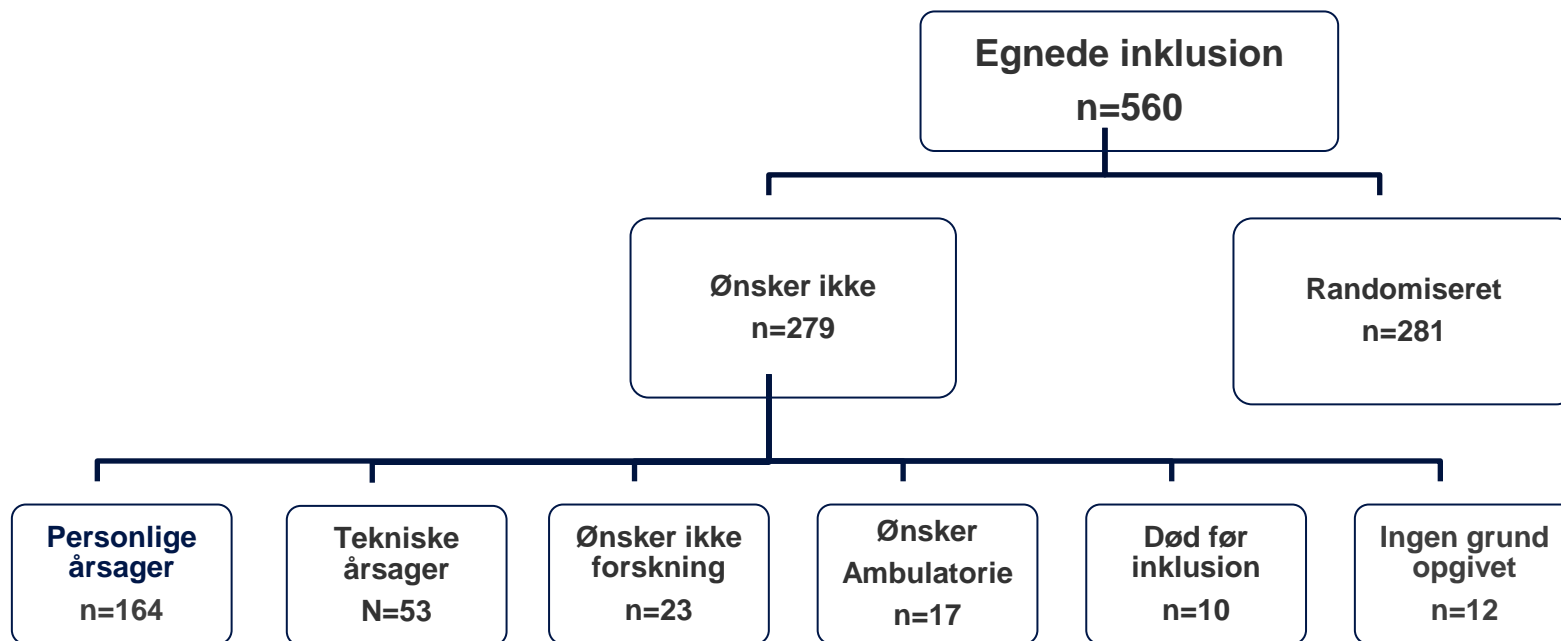 Egnede inklusion
n=560
Ønsker ikke
n=279
Randomiseret
n=281
Personlige
årsager
n=164
Tekniske
årsager
N=53
Ønsker ikke
forskning
n=23
Ønsker
Ambulatorie
n=17
Død før
inklusion
n=10
Ingen grund
opgivet
n=12